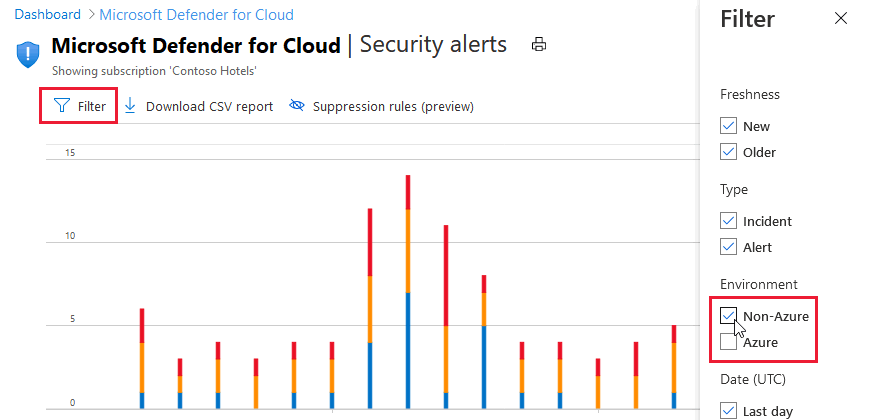 Dashboard > Microsoft Defender for Cloud
Microsoft Defender for Cloud | Security alerts
Showing subscription 'Contoso Hotels'
Filter
Download CSV report
Suppression rules (preview)
15
10
5
0
Filter
Freshness
New
Older
Type
Incident
Alert
Environment
Non-Azure
Azure
Date (UTC)
Last day